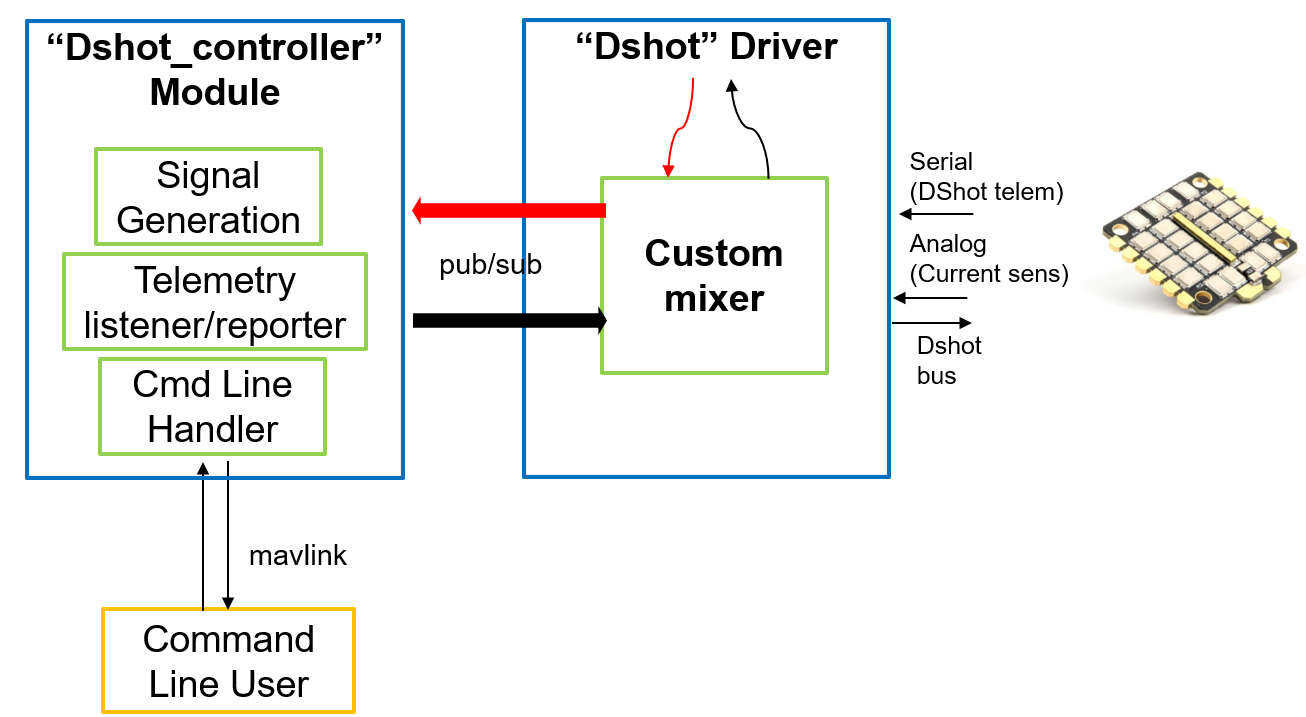 “Dshot_controller”
Module
Signal
Generation
Telemetry
listener/reporter
Cmd Line
Handler
mavlink
Command
Line User
pub/sub
“Dshot” Driver
Custom
mixer
Serial
(DShot telem)
Analog
(Current sens)
Dshot
bus